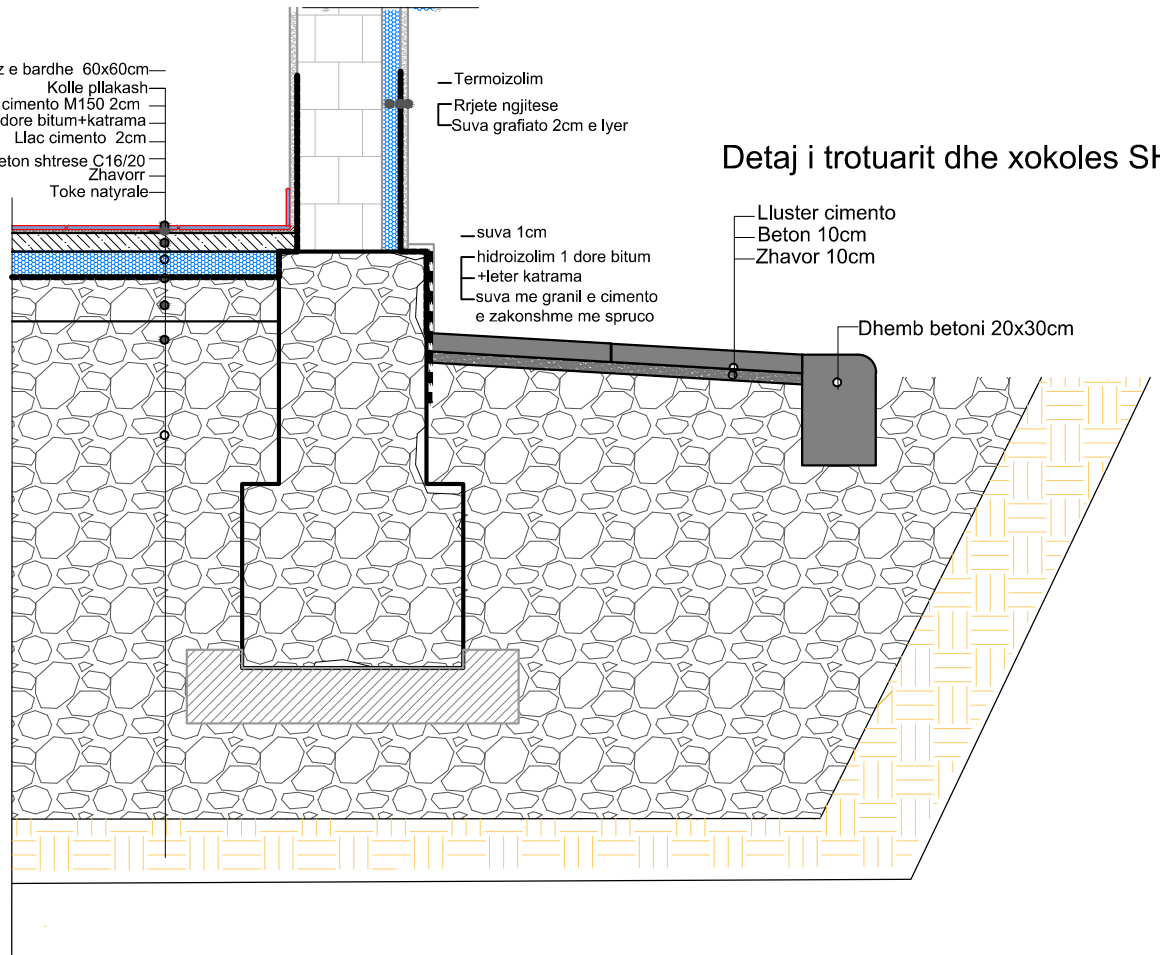 z e bardhe 60x60cm
Kolle pllakash
cimento M150 2cm
dore bitum+katrama
Llac cimento 2cm
eton shtrese C16/20
Zhavorr
Toke natyrale
Termoizolim
Rrjete ngjitese
Suva grafiato 2cm e lyer
Detaj i trotuarit dhe xokoles SH
suva 1cm
hidroizolim 1 dore bitum
+leter katrama
suva me granil e cimento
e zakonshme me spruco
Lluster cimento
Beton 10cm
Zhavor 10cm
Dhemb betoni 20x30cm